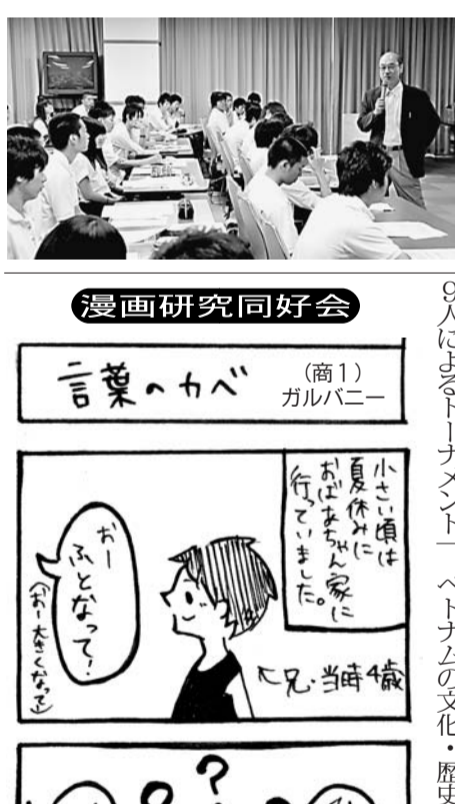 漫画研究同好会
言葉のカベ
(商1)
ガルバニー
小さい頃は
夏休みに
おばあちゃん家に
行っていました。
おー
ふとなって!
(おー大きくなって)
兄・当時4歳
?
9人によるトーナメント
ベトナムの文化・歴史